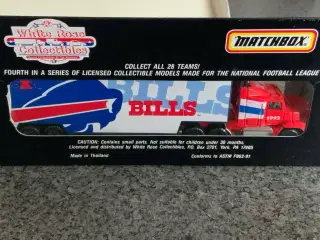 White Rose
Collectibles
MATCHBOX
COLLECT ALL 28 TEAMS!
FOURTH IN A SERIES OF LICENSED COLLECTIBLE MODELS MADE FOR THE NATIONAL FOOTBALL LEAGUE
BILLS
BILLS
1992
CAUTION: Contains small parts. Not suitable for children under 36 months.
Licensed and distributed by White Rose Collectibles, P.O. Box 2701, York, PA 17405
Made in Thailand
Conforms to ASTM F963-91